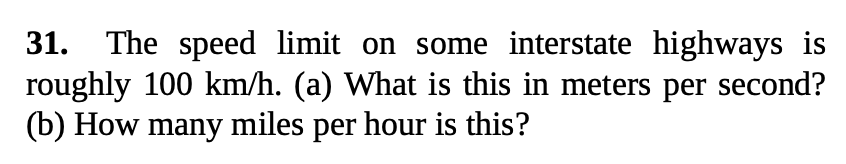 31. The speed limit on some interstate highways is
roughly 100 km/h. (a) What is this in meters per second?
(b) How many miles per hour is this?